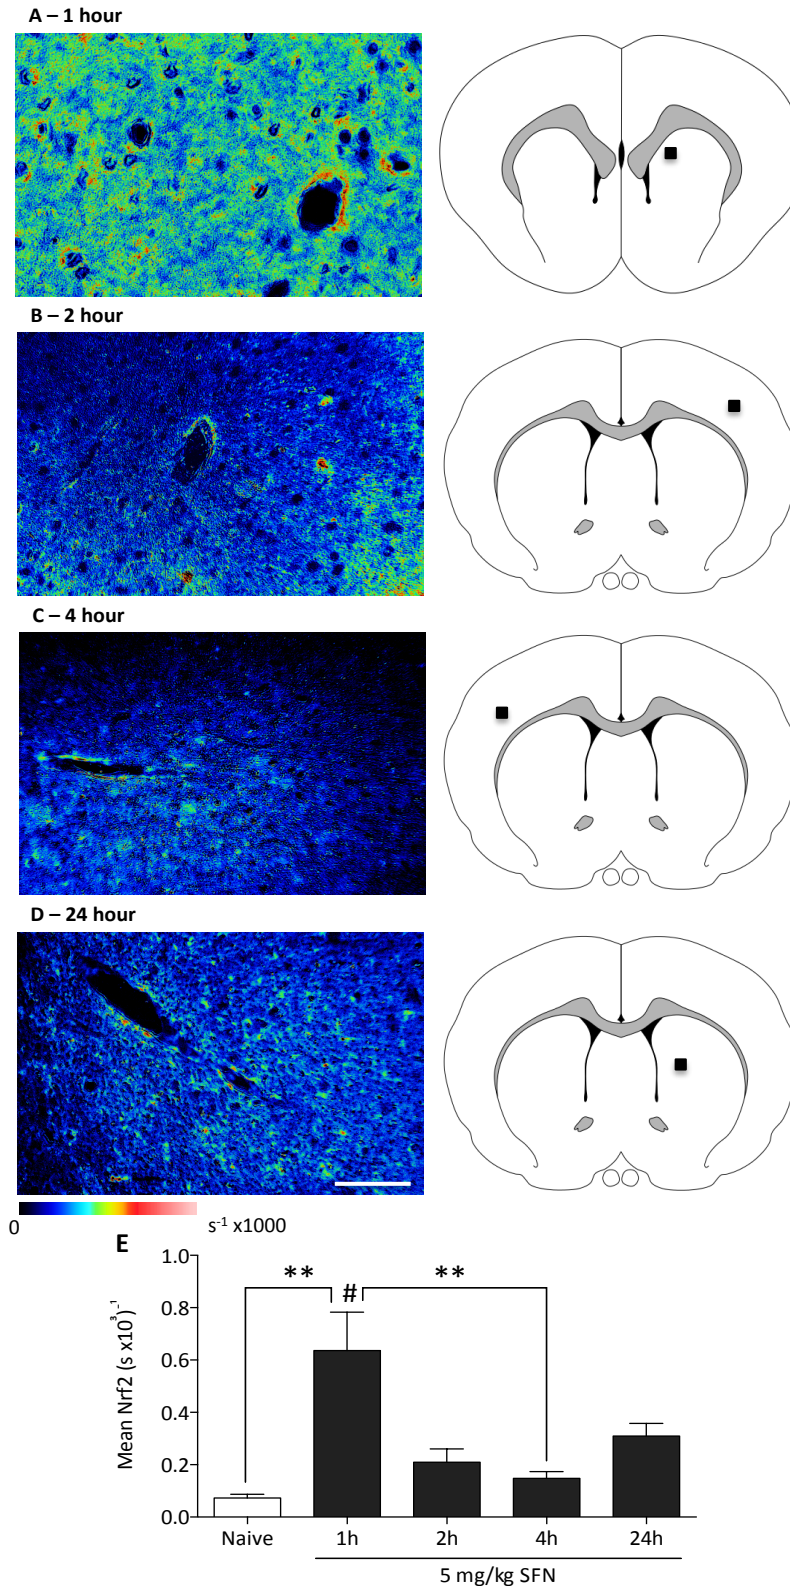 A – 1 hour
B – 2 hour
C – 4 hour
D – 24 hour
0
s⁻¹ x1000
E
Mean Nrf2 (s x10³)⁻¹
1.0
0.8
0.6
0.4
0.2
0.0
** # **
Naive 1h 2h 4h 24h
5 mg/kg SFN